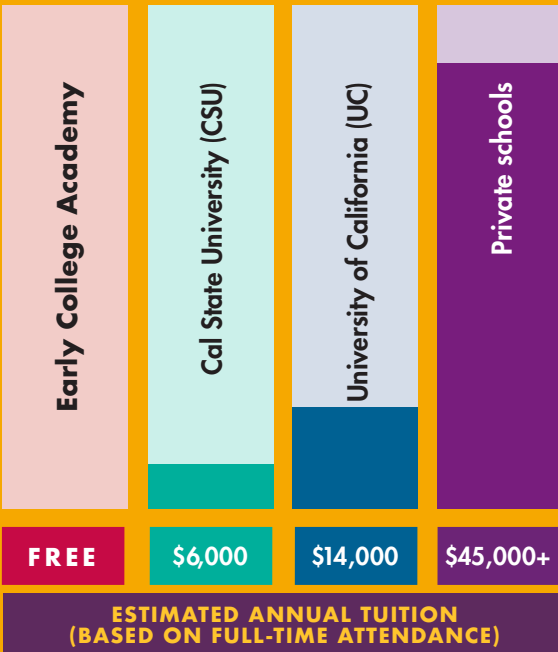 Early College Academy
Cal State University (CSU)
University of California (UC)
Private schools
FREE
$6,000
$14,000
$45,000+
ESTIMATED ANNUAL TUITION
(BASED ON FULL-TIME ATTENDANCE)